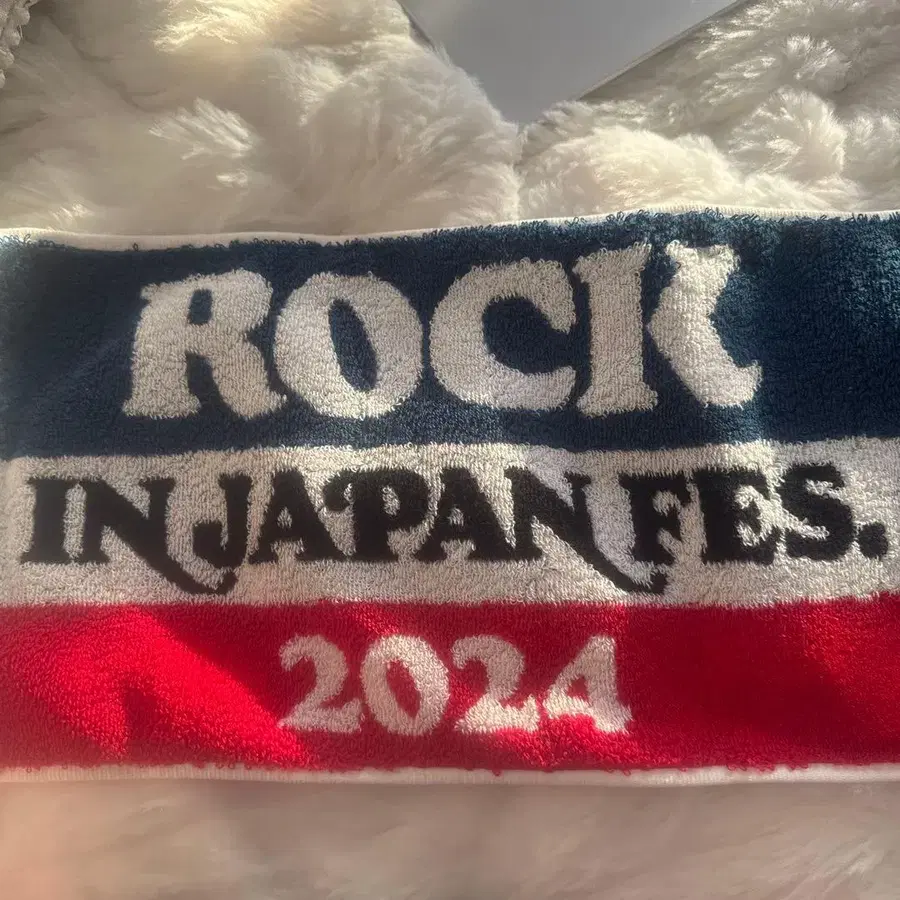 ROCK
IN JAPAN FES.
2024